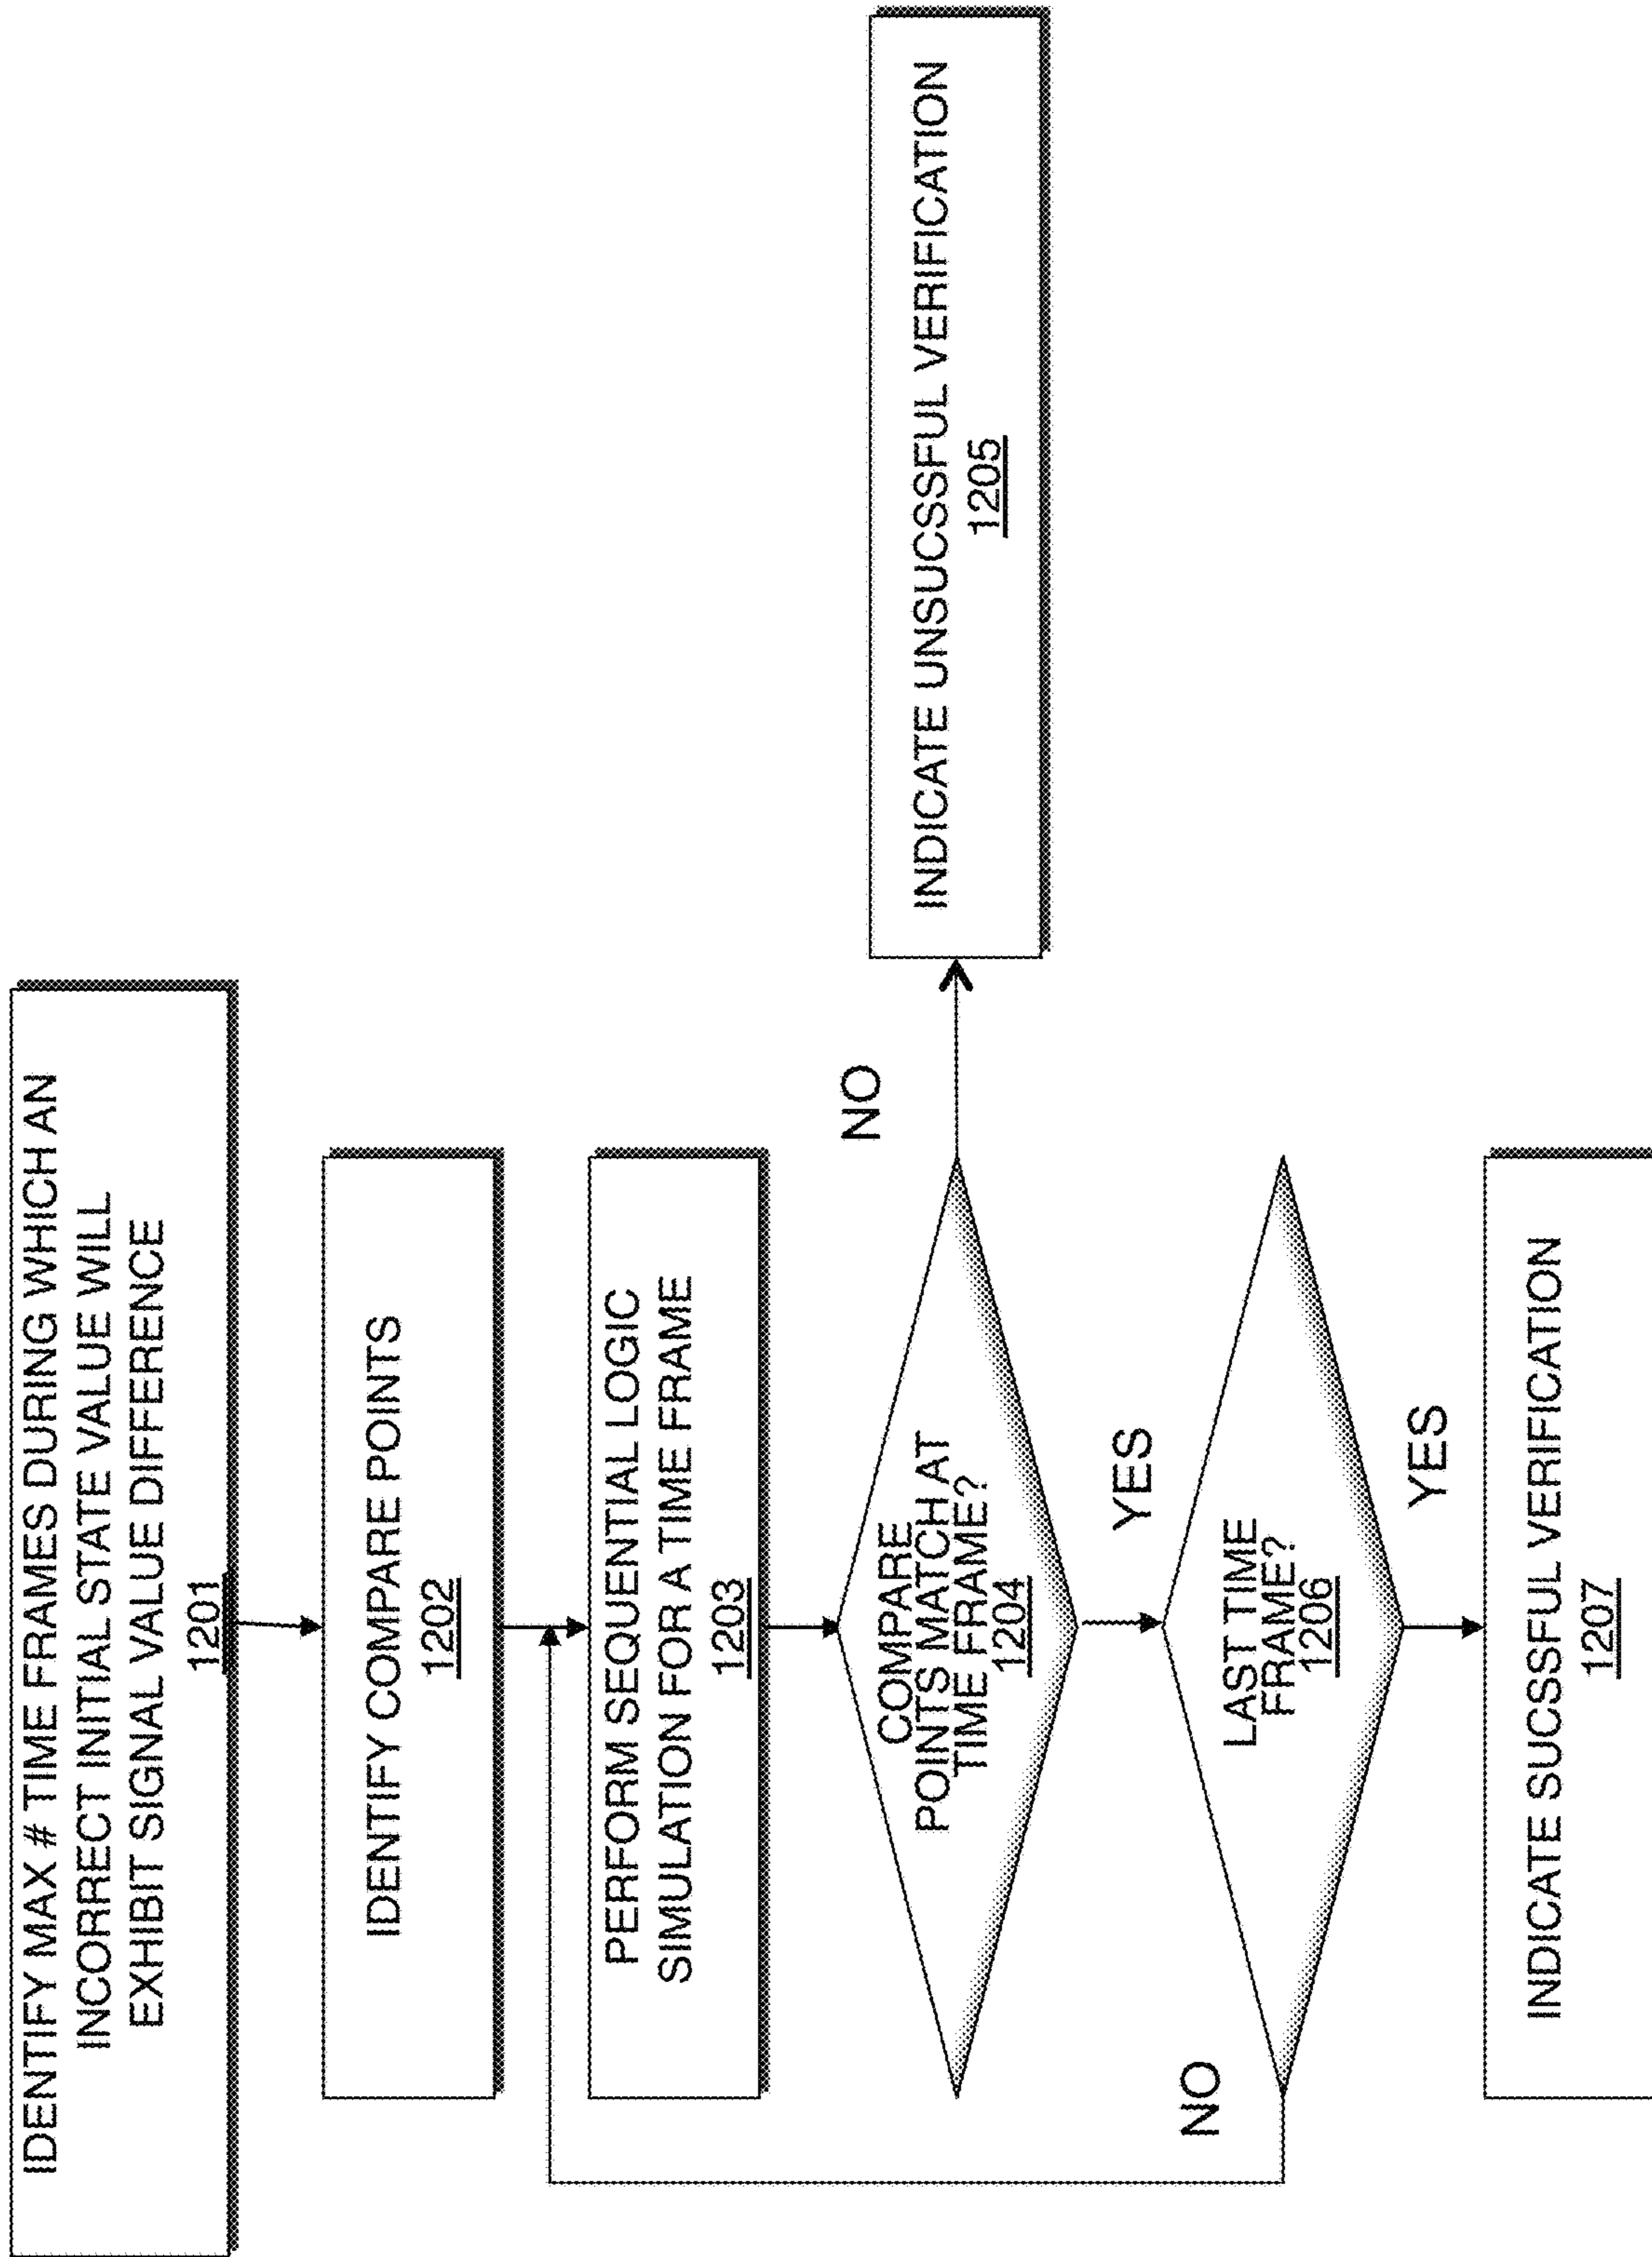 IDENTIFY MAX # TIME FRAMES DURING WHICH AN
INCORRECT INITIAL STATE VALUE WILL
EXHIBIT SIGNAL VALUE DIFFERENCE
1201
IDENTIFY COMPARE POINTS
1202
PERFORM SEQUENTIAL LOGIC
SIMULATION FOR A TIME FRAME
1203
COMPARE
POINTS MATCH AT
TIME FRAME?
1204
NO
INDICATE UNSUCSSFUL VERIFICATION
1205
YES
LAST TIME
FRAME?
1206
NO
YES
INDICATE SUCSSFUL VERIFICATION
1207